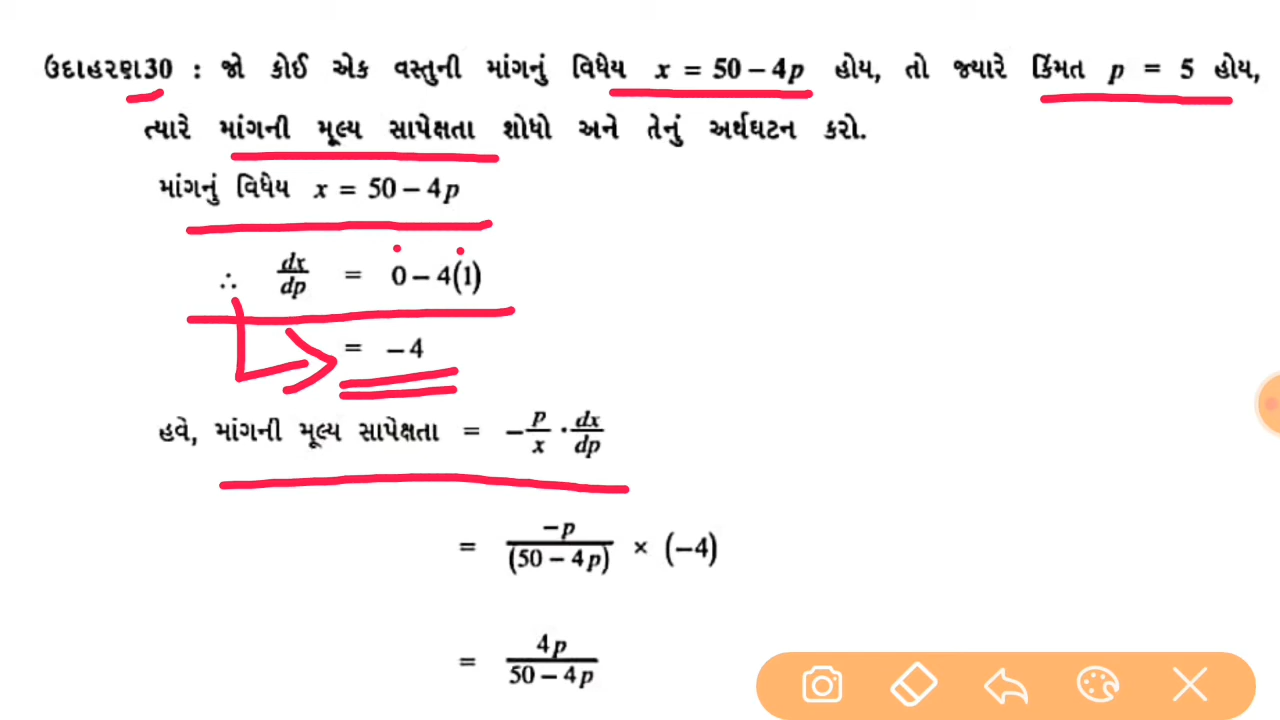 ઉદાહરણ30 : જો કોઈ એક વસ્તુની માંગનું વિધેય x = 50 – 4p હોય, તો જ્યારે કિંમત p = 5 હોય,
ત્યારે માંગની મૂલ્ય સાપેક્ષતા શોધો અને તેનું અર્થઘટન કરો.
માંગનું વિધેય x = 50 – 4p
∴ dx/dp = 0 – 4(1)
= –4
હવે, માંગની મૂલ્ય સાપેક્ષતા = –p/x · dx/dp
= –p/(50 – 4p) × (–4)
= 4p/50 – 4p